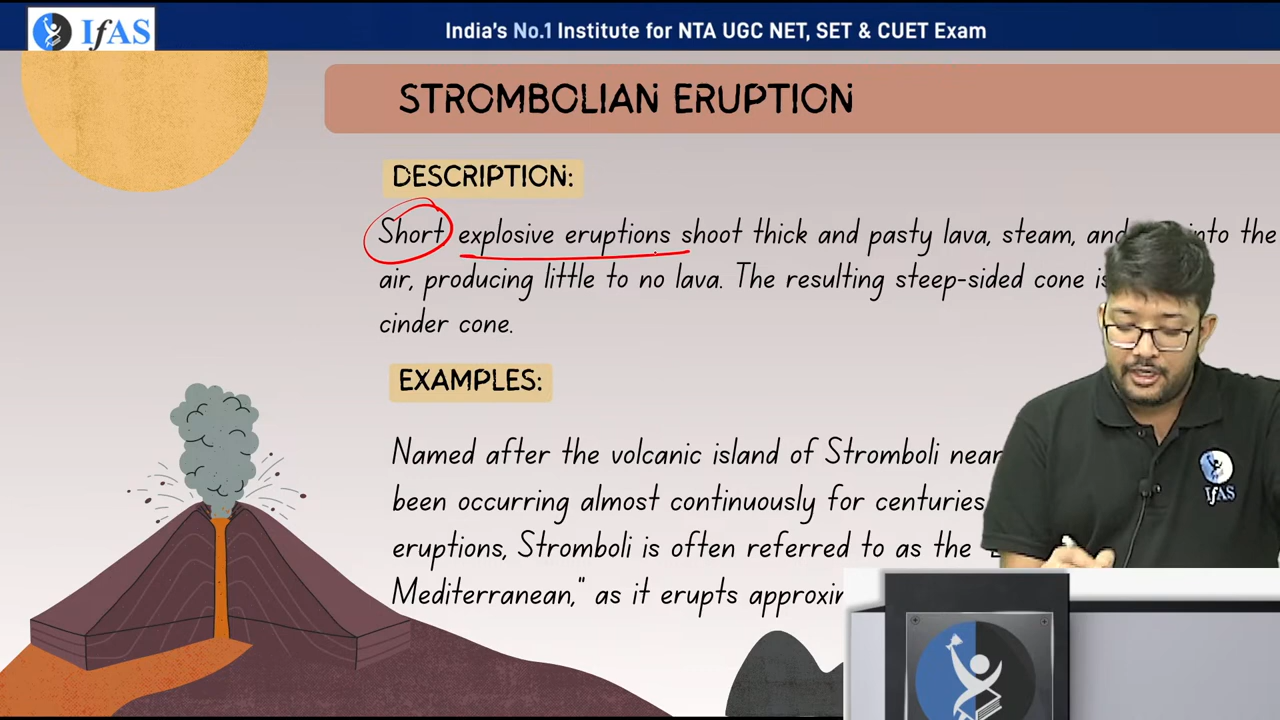 IfAS
India's No.1 Institute for NTA UGC NET, SET & CUET Exam
STROMBOLIAN ERUPTION
DESCRIPTION:
Short explosive eruptions shoot thick and pasty lava, steam, and into the
air, producing little to no lava. The resulting steep-sided cone is
cinder cone.
EXAMPLES:
Named after the volcanic island of Stromboli near
been occurring almost continuously for centuries
eruptions, Stromboli is often referred to as the
Mediterranean," as it erupts
IfAS